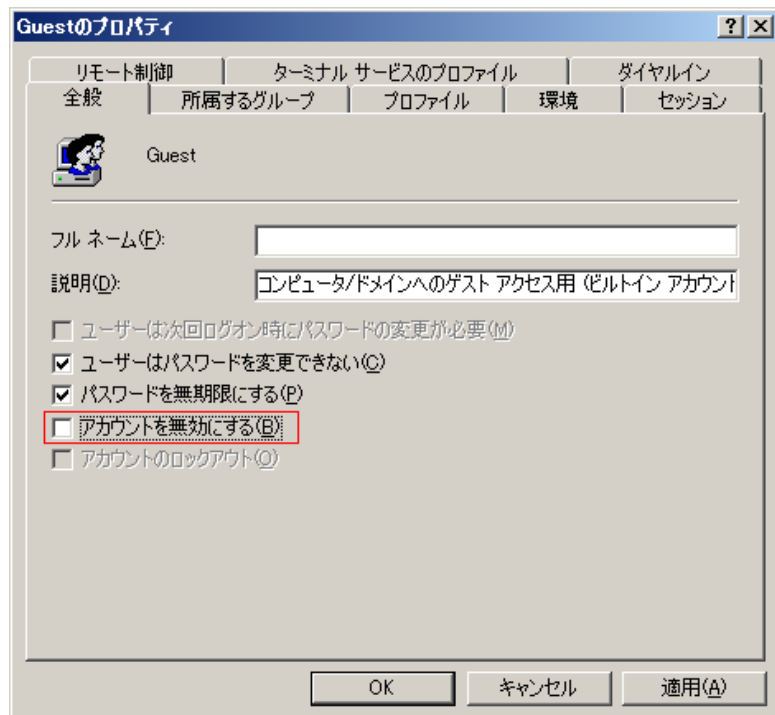 Guestのプロパティ
リモート制御 ターミナル サービスのプロファイル ダイヤルイン
全般 所属するグループ プロファイル 環境 セッション
Guest
フル ネーム(F):
説明(D): コンピュータ/ドメインへのゲスト アクセス用 (ビルトイン アカウント
ユーザーは次回ログオン時にパスワードの変更が必要(M)
ユーザーはパスワードを変更できない(C)
パスワードを無期限にする(P)
アカウントを無効にする(B)
アカウントのロックアウト(O)
OK キャンセル 適用(A)